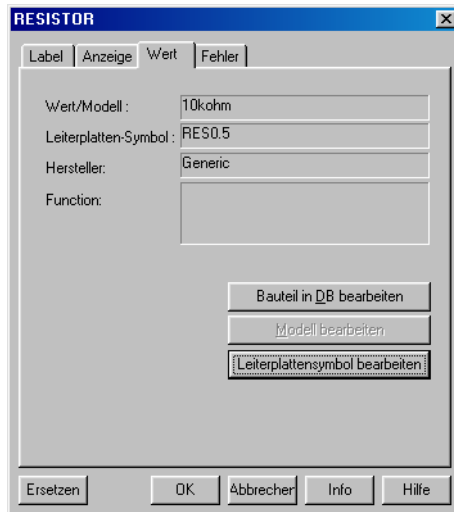 RESISTOR
Label Anzeige Wert Fehler
Wert/Modell : 10kohm
Leiterplatten-Symbol : RES0.5
Hersteller: Generic
Function:
Bauteil in DB bearbeiten
Modell bearbeiten
Leiterplattensymbol bearbeiten
Ersetzen OK Abbrechen Info Hilfe